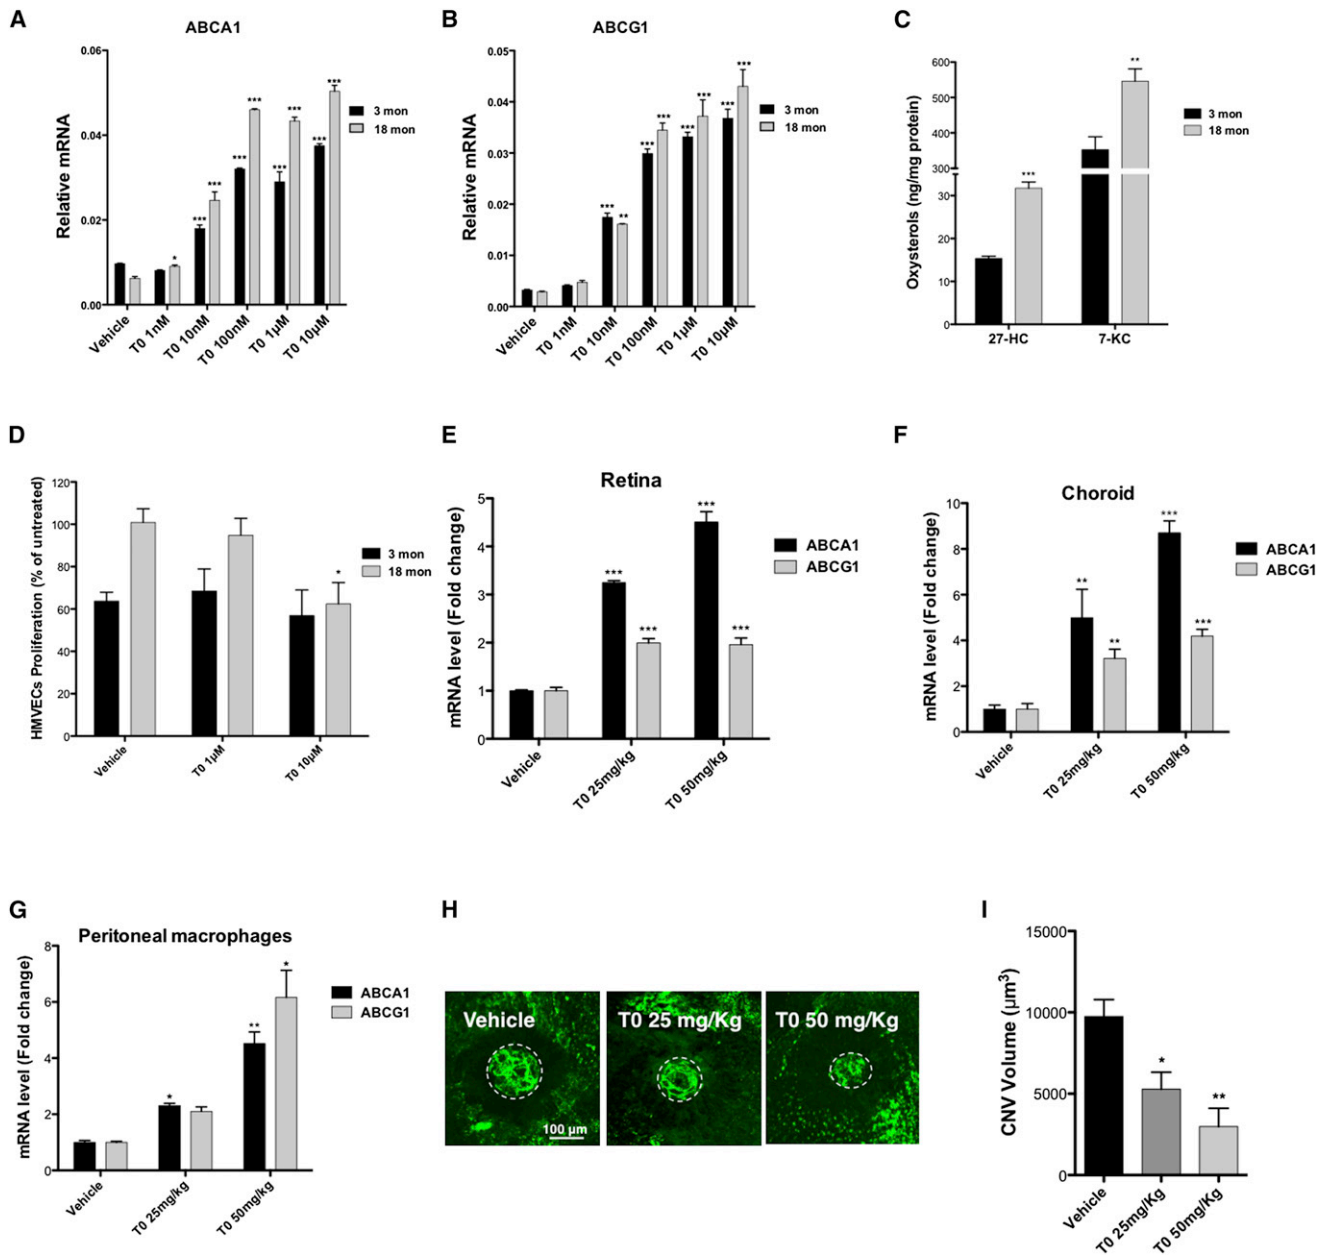 A
ABCA1
Relative mRNA
0.06
0.04
0.02
0.00
*
***
***
***
***
***
***
***
***
3 mon
18 mon
Vehicle
T0 1nM
T0 10nM
T0 100nM
T0 1µM
T0 10µM
B
ABCG1
Relative mRNA
0.05
0.04
0.03
0.02
0.01
0.00
***
**
***
***
***
***
***
***
3 mon
18 mon
Vehicle
T0 1nM
T0 10nM
T0 100nM
T0 1µM
T0 10µM
C
Oxysterols (ng/mg protein)
600
500
400
300
30
20
10
0
***
**
3 mon
18 mon
27-HC
7-KC
D
HMVECs Proliferation (% of untreated)
120
100
80
60
40
20
0
*
3 mon
18 mon
Vehicle
T0 1µM
T0 10µM
E
Retina
mRNA level (Fold change)
5
4
3
2
1
0
***
***
***
***
ABCA1
ABCG1
Vehicle
T0 25mg/kg
T0 50mg/kg
F
Choroid
mRNA level (Fold change)
10
8
6
4
2
0
**
**
***
***
ABCA1
ABCG1
Vehicle
T0 25mg/kg
T0 50mg/kg
G
Peritoneal macrophages
mRNA level (Fold change)
8
6
4
2
0
*
**
*
ABCA1
ABCG1
Vehicle
T0 25mg/kg
T0 50mg/kg
H
Vehicle
T0 25 mg/Kg
T0 50 mg/Kg
100 µm
I
CNV Volume (µm³)
15000
10000
5000
0
*
**
Vehicle
T0 25mg/Kg
T0 50mg/Kg